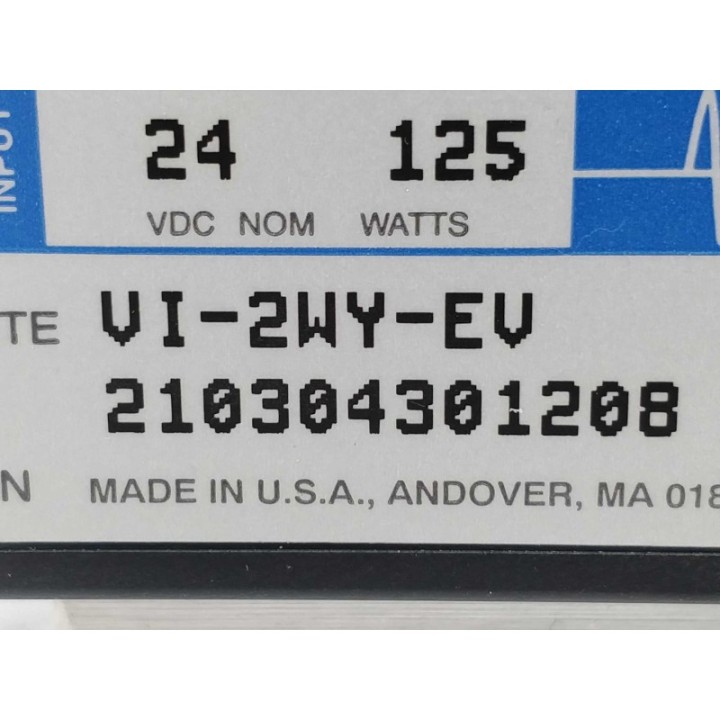 INPUT
24 125
VDC NOM WATTS
TE VI-2WY-EV
210304301208
N MADE IN U.S.A., ANDOVER, MA 018